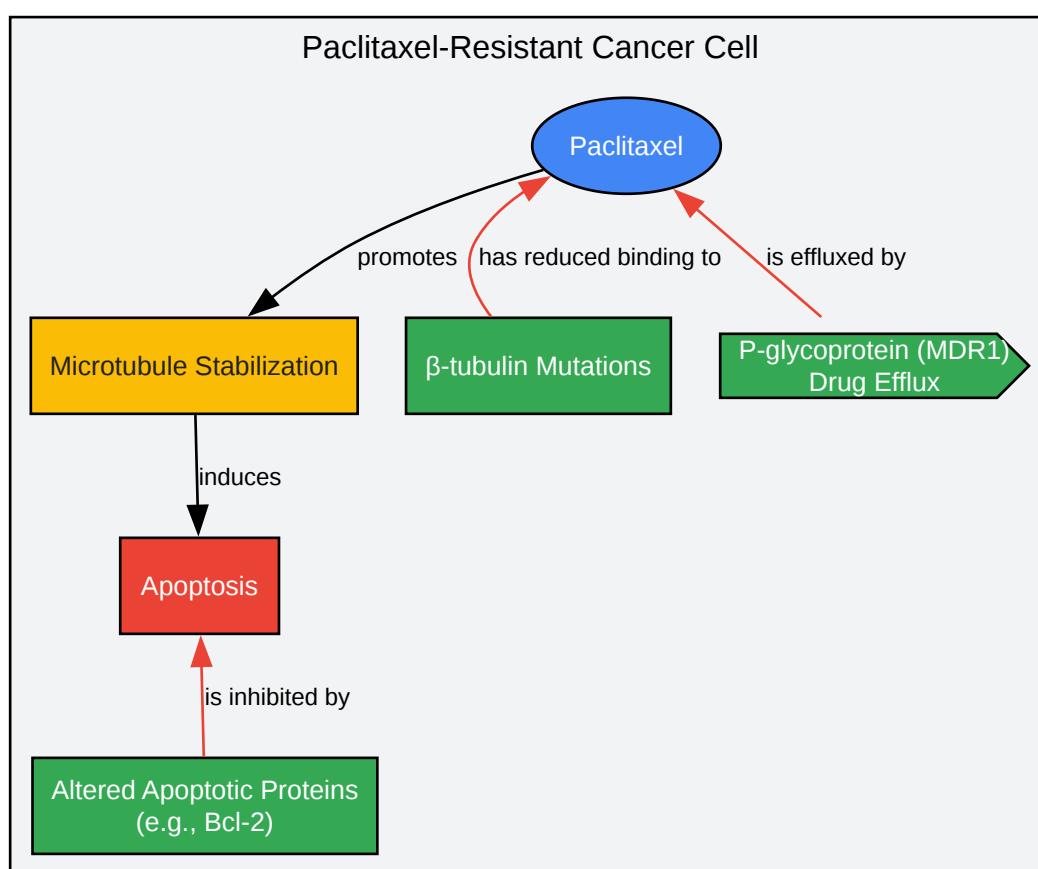 Paclitaxel-Resistant Cancer Cell
Paclitaxel
promotes
has reduced binding to
is effluxed by
Microtubule Stabilization
β-tubulin Mutations
P-glycoprotein (MDR1)
Drug Efflux
induces
Apoptosis
is inhibited by
Altered Apoptotic Proteins
(e.g., Bcl-2)